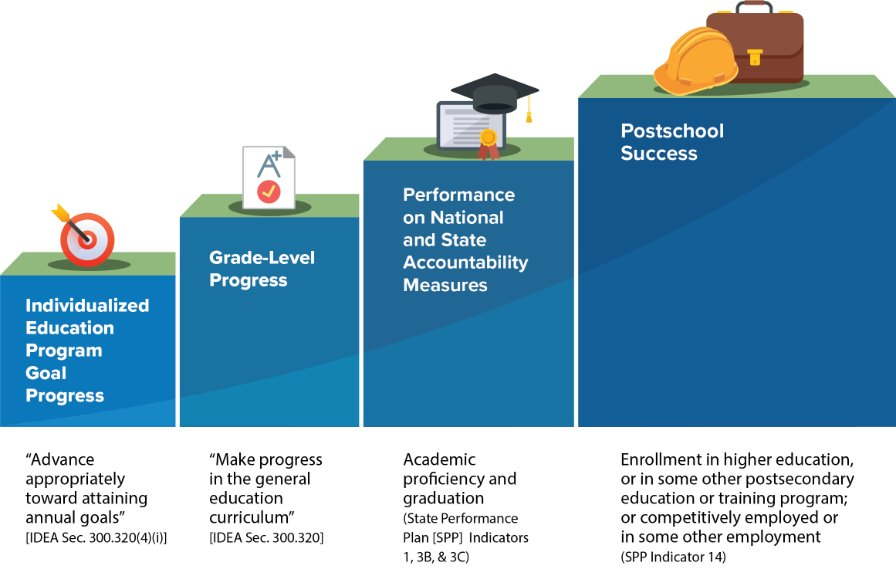 A+
Individualized
Education
Program
Goal
Progress
Grade-Level
Progress
Performance
on National
and State
Accountability
Measures
Postschool
Success
“Advance
appropriately
toward attaining
annual goals”
[IDEA Sec. 300.320(4)(i)]
“Make progress
in the general
education
curriculum”
[IDEA Sec. 300.320]
Academic
proficiency and
graduation
(State Performance
Plan [SPP] Indicators
1, 3B, & 3C)
Enrollment in higher education,
or in some other postsecondary
education or training program;
or competitively employed or
in some other employment
(SPP Indicator 14)